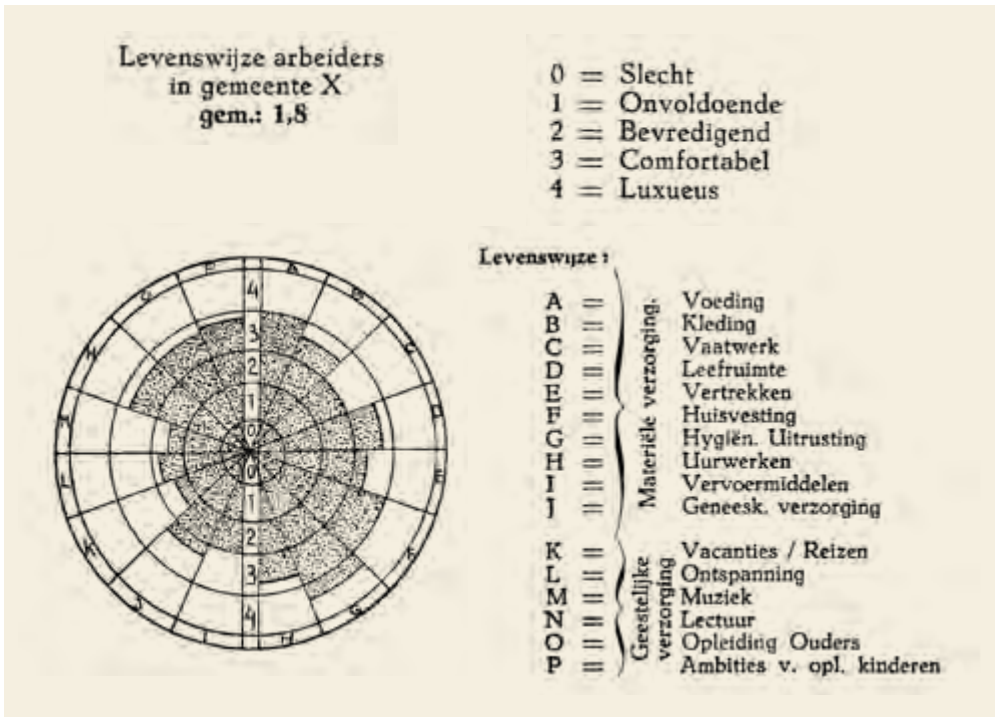 Levenswijze arbeiders
in gemeente X
gem.: 1,8
0 = Slecht
1 = Onvoldoende
2 = Bevredigend
3 = Comfortabel
4 = Luxueus
Levenswijze:
A = Voeding
B = Kleding
C = Vaatwerk
D = Leefruimte
E = Vertrekken
F = Huisvesting
G = Hygiën. Uitrusting
H = Uurwerken
I = Vervoermiddelen
J = Geneesk. verzorging
Materiële verzorging.
K = Vacanties / Reizen
L = Ontspanning
M = Muziek
N = Lectuur
O = Opleiding Ouders
P = Ambities v. opl. kinderen
Geestelijke
verzorging
P A
O B
4
N C
3
2
M 1 D
0
0
L 1 E
2
K 3 F
4
J G
I H